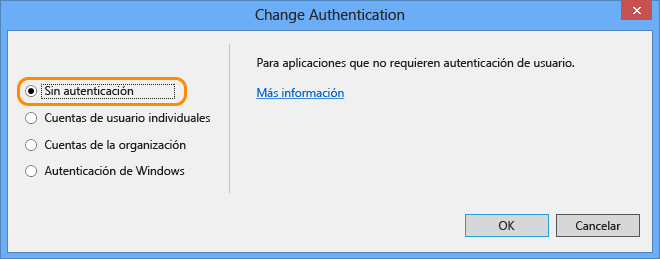 Change Authentication
Sin autenticación
Cuentas de usuario individuales
Cuentas de la organización
Autenticación de Windows
Para aplicaciones que no requieren autenticación de usuario.
Más información
OK
Cancelar